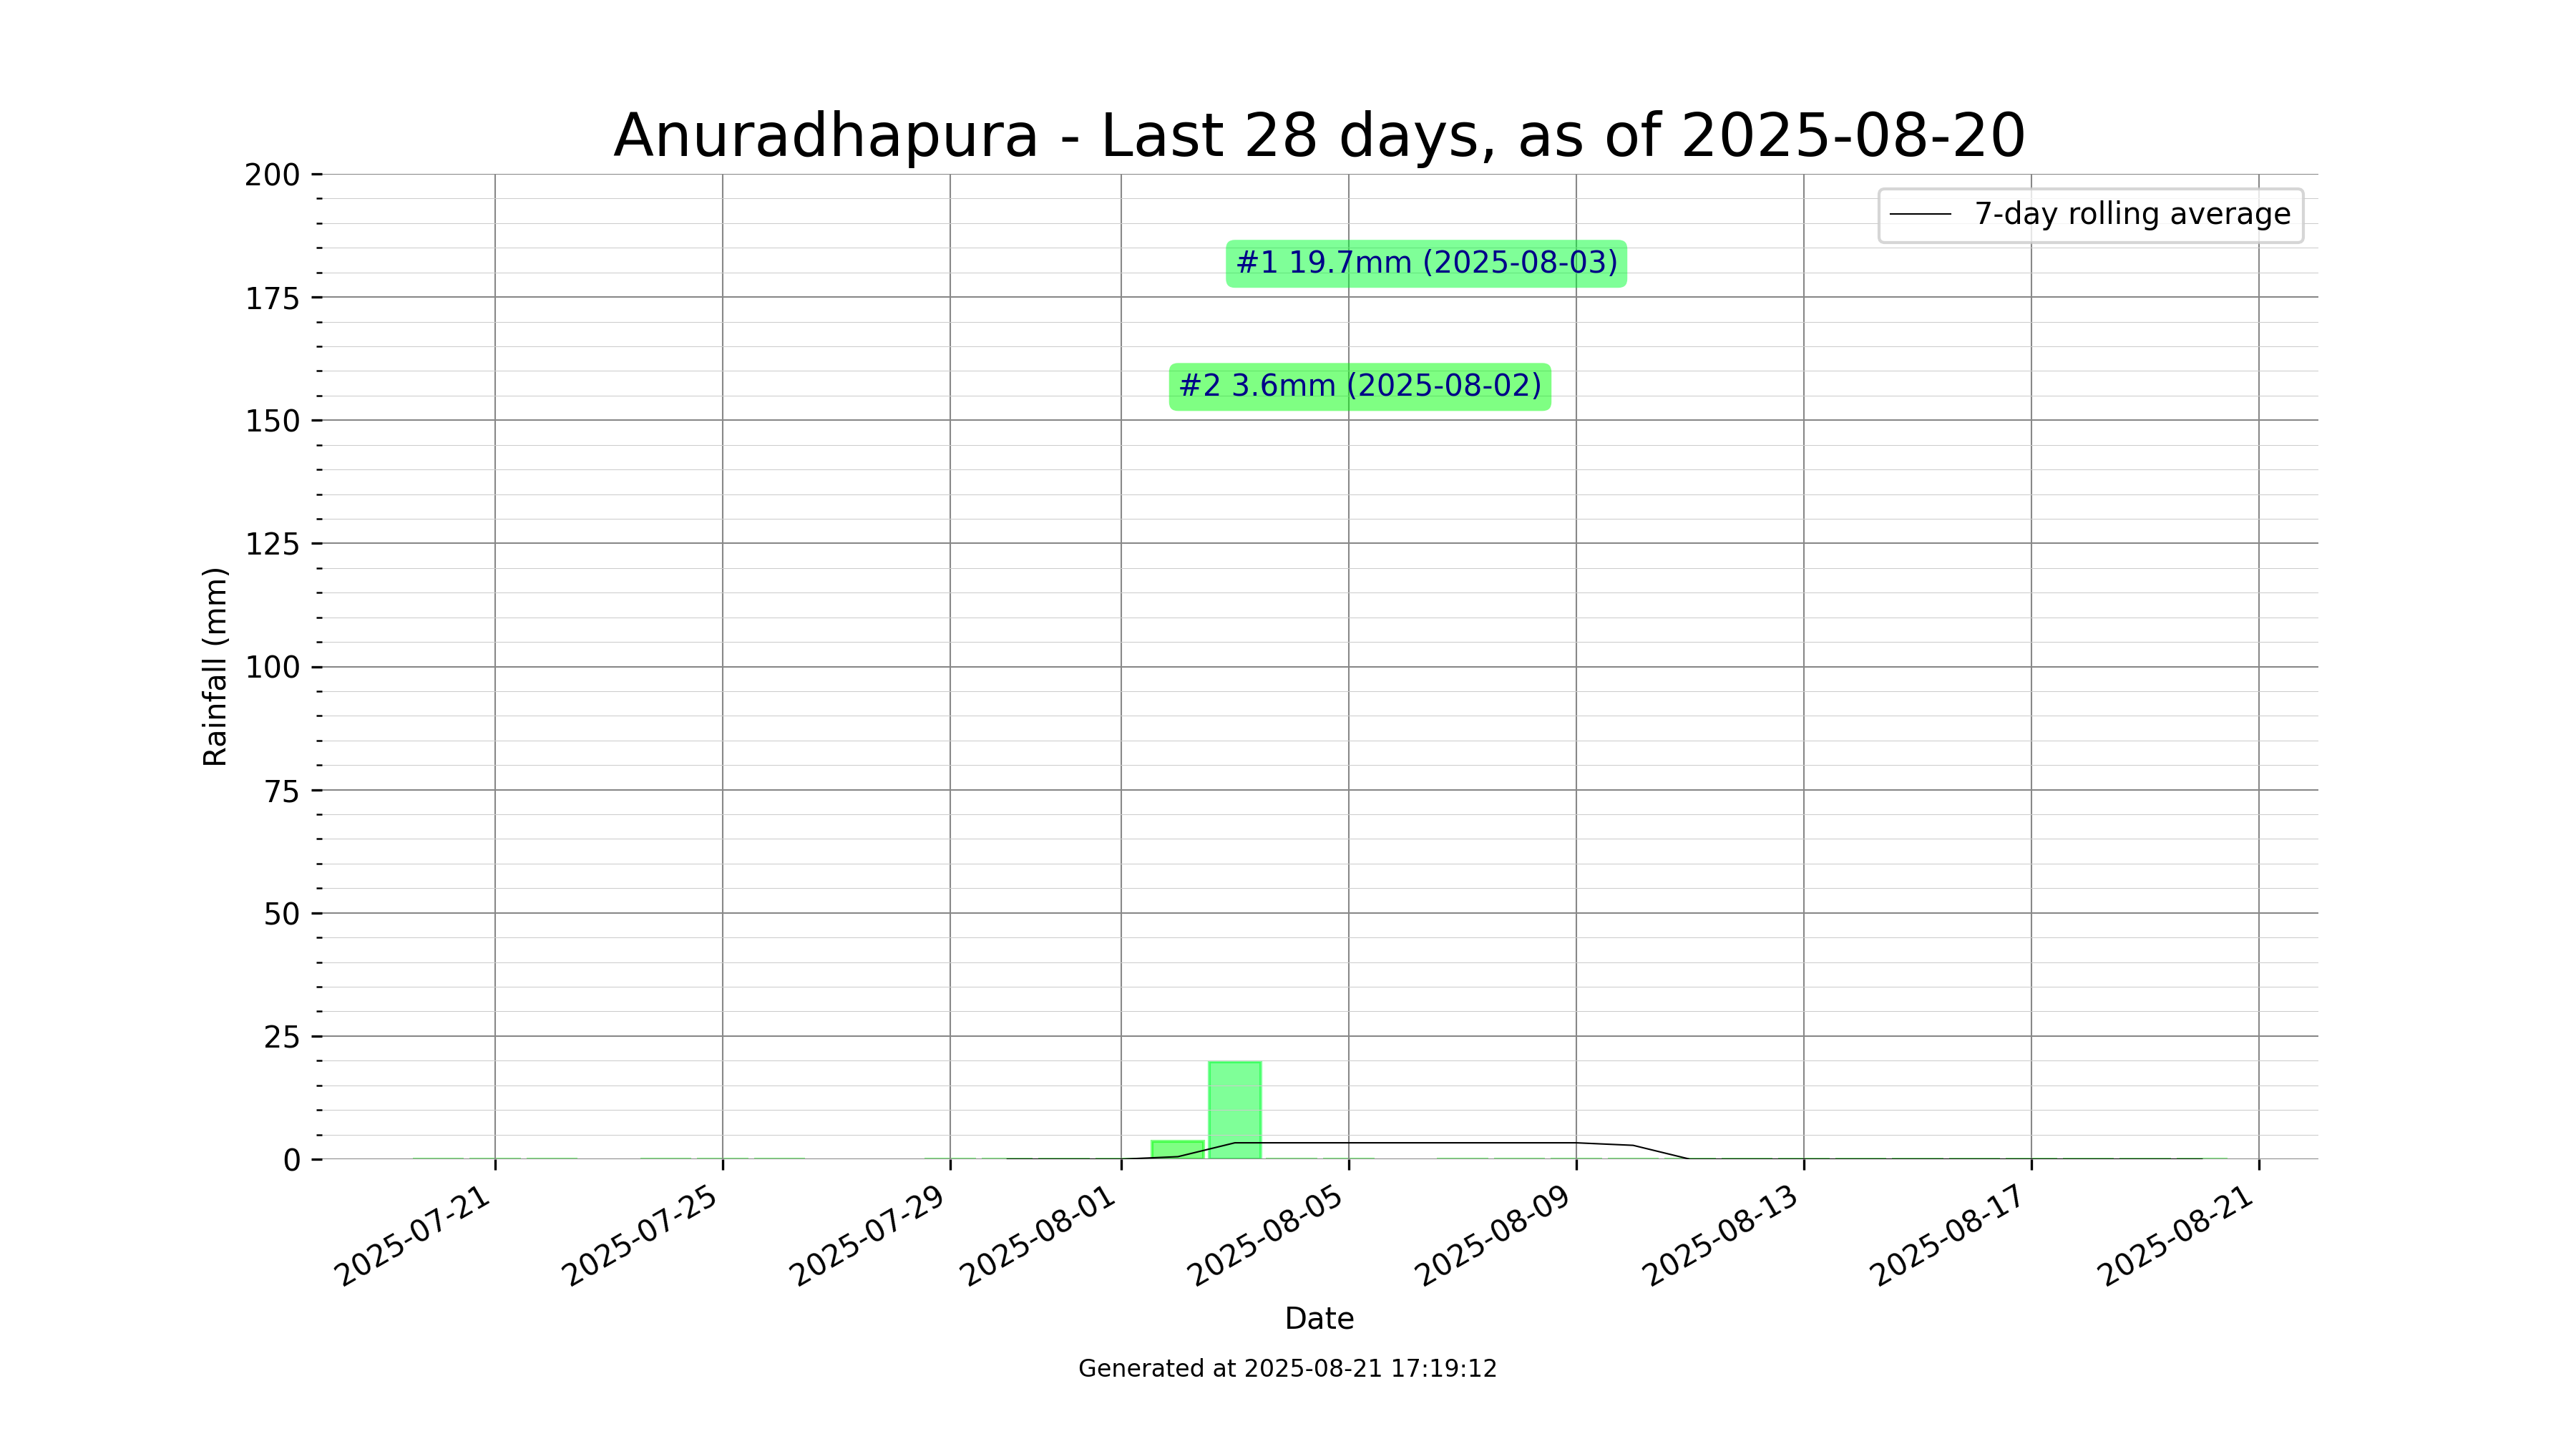 Anuradhapura - Last 28 days, as of 2025-08-20
200
175
150
125
100
75
50
25
0
Rainfall (mm)
7-day rolling average
#1 19.7mm (2025-08-03)
#2 3.6mm (2025-08-02)
2025-07-21
2025-07-25
2025-07-29
2025-08-01
2025-08-05
2025-08-09
2025-08-13
2025-08-17
2025-08-21
Date
Generated at 2025-08-21 17:19:12